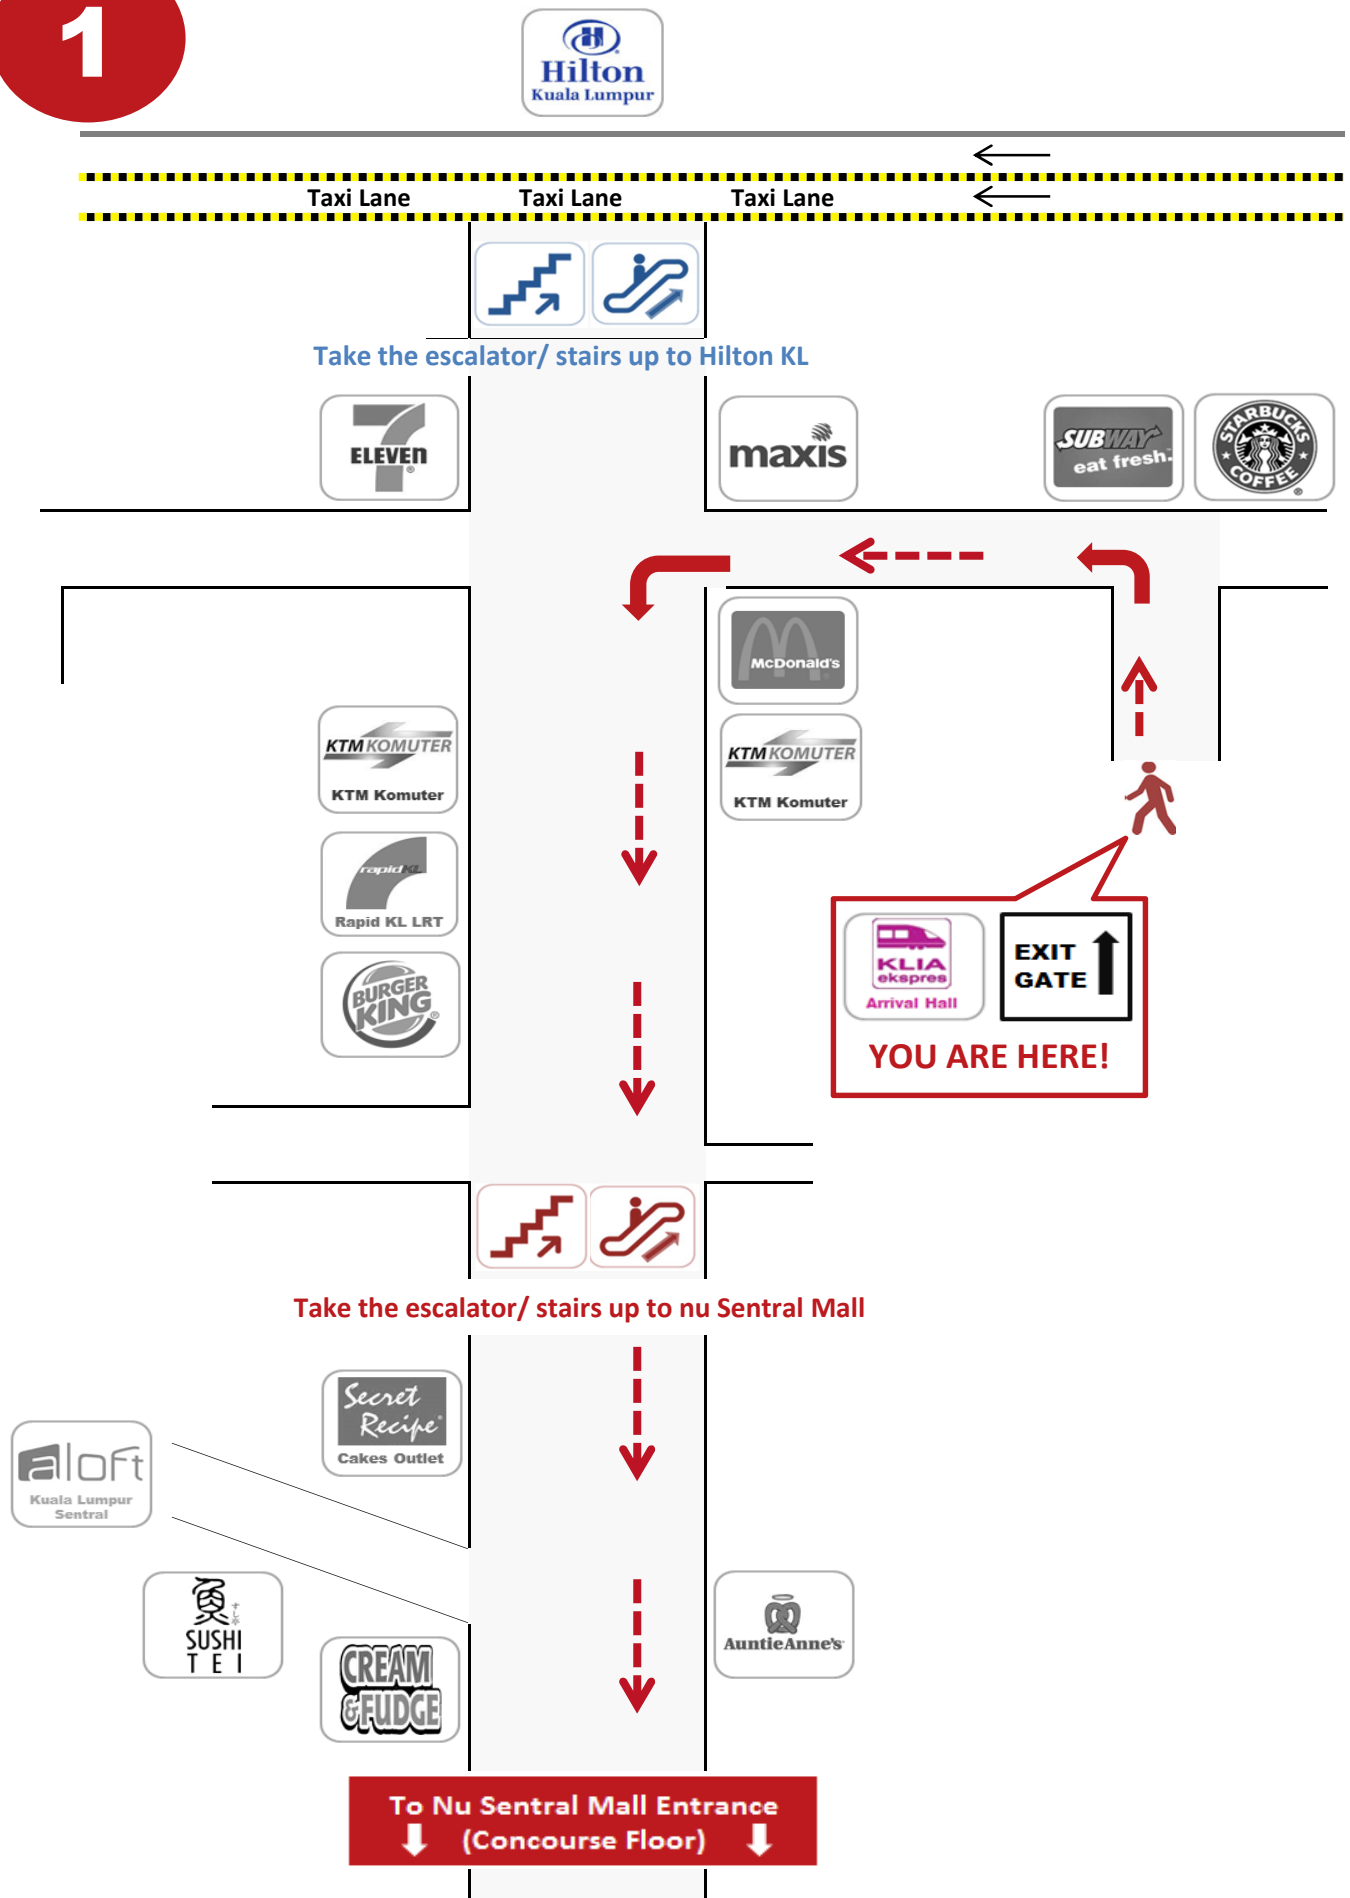 1
Hilton
Kuala Lumpur
Taxi Lane Taxi Lane Taxi Lane
Take the escalator/ stairs up to Hilton KL
7
ELEVEn
maxis
SUBWAY
eat fresh.
STARBUCKS
COFFEE
McDonald's
KTM KOMUTER
KTM Komuter
KTM KOMUTER
KTM Komuter
rapidKL
Rapid KL LRT
BURGER
KING
KLIA
ekspres
Arrival Hall
EXIT
GATE
YOU ARE HERE!
Take the escalator/ stairs up to nu Sentral Mall
Secret
Recipe
Cakes Outlet
aloft
Kuala Lumpur
Sentral
すし亭
SUSHI
TEI
CREAM
&FUDGE
AuntieAnne's
To Nu Sentral Mall Entrance
(Concourse Floor)